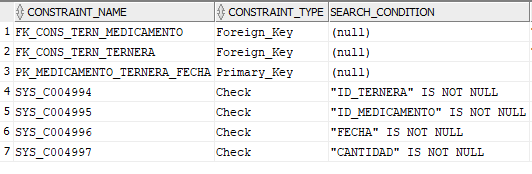 CONSTRAINT_NAME CONSTRAINT_TYPE SEARCH_CONDITION
1 FK_CONS_TERN_MEDICAMENTO Foreign_Key (null)
2 FK_CONS_TERN_TERNERA Foreign_Key (null)
3 PK_MEDICAMENTO_TERNERA_FECHA Primary_Key (null)
4 SYS_C004994 Check "ID_TERNERA" IS NOT NULL
5 SYS_C004995 Check "ID_MEDICAMENTO" IS NOT NULL
6 SYS_C004996 Check "FECHA" IS NOT NULL
7 SYS_C004997 Check "CANTIDAD" IS NOT NULL